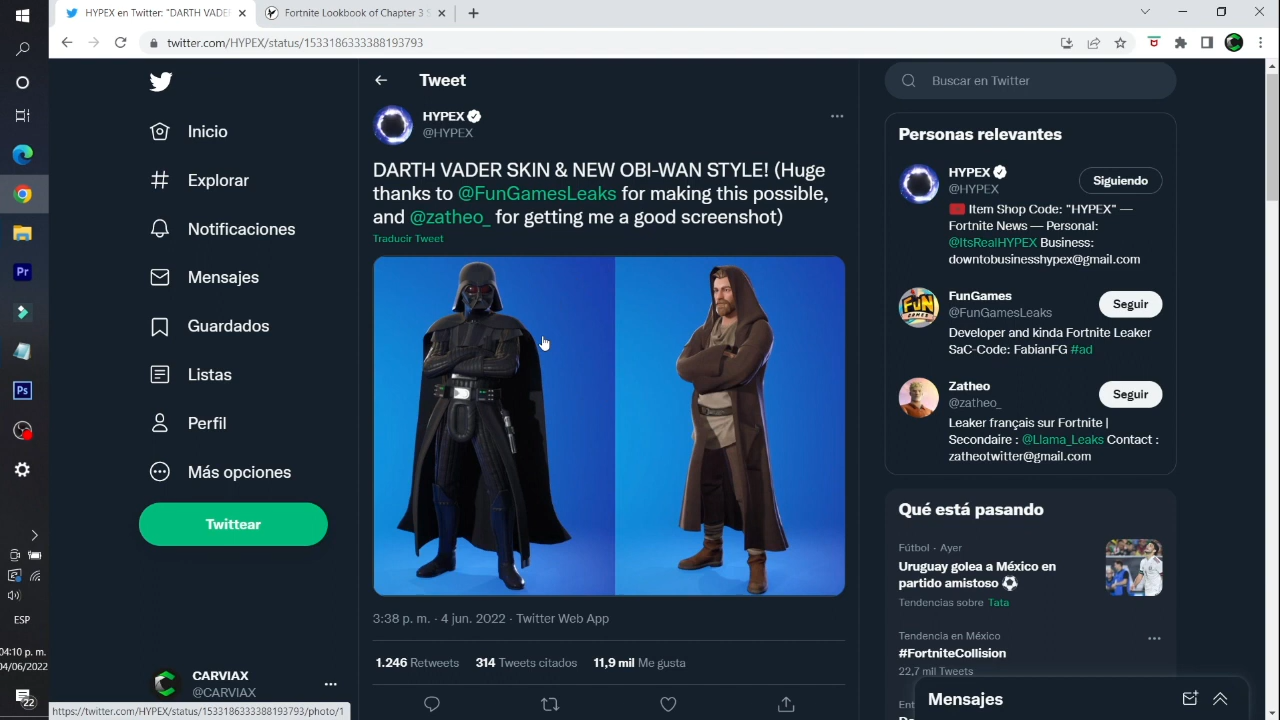 HYPEX en Twitter: "DARTH VADE
Fortnite Lookbook of Chapter 3 S
twitter.com/HYPEX/status/1533186333388193793
Inicio
Explorar
Notificaciones
Mensajes
Guardados
Listas
Perfil
Más opciones
Twittear
CARVIAX
@CARVIAX
Tweet
HYPEX
@HYPEX
DARTH VADER SKIN & NEW OBI-WAN STYLE! (Huge
thanks to @FunGamesLeaks for making this possible,
and @zatheo_ for getting me a good screenshot)
Traducir Tweet
3:38 p. m. · 4 jun. 2022 · Twitter Web App
1.246 Retweets 314 Tweets citados 11,9 mil Me gusta
Buscar en Twitter
Personas relevantes
HYPEX
@HYPEX
Siguiendo
Item Shop Code: "HYPEX" —
Fortnite News — Personal:
@ItsRealHYPEX Business:
downtobusinesshypex@gmail.com
FunGames
@FunGamesLeaks
Seguir
Developer and kinda Fortnite Leaker
SaC-Code: FabianFG #ad
Zatheo
@zatheo_
Seguir
Leaker français sur Fortnite |
Secondaire : @Llama_Leaks Contact :
zatheotwitter@gmail.com
Qué está pasando
Fútbol · Ayer
Uruguay golea a México en
partido amistoso
Tendencias sobre Tata
Tendencia en México
#FortniteCollision
22,7 mil Tweets
Mensajes
Pr
Ps
ESP
04:10 p. m.
04/06/2022
22
https://twitter.com/HYPEX/status/1533186333388193793/photo/1